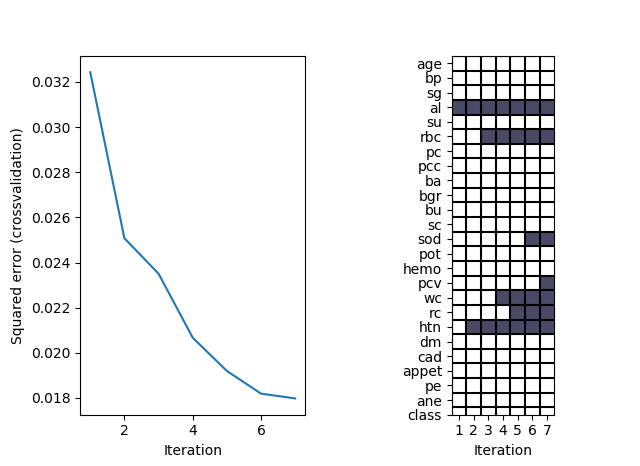 0.032
0.030
0.028
0.026
0.024
0.022
0.020
0.018
Squared error (crossvalidation)
2 4 6
Iteration
age
bp
sg
al
su
rbc
pc
pcc
ba
bgr
bu
sc
sod
pot
hemo
pcv
wc
rc
htn
dm
cad
appet
pe
ane
class
1 2 3 4 5 6 7
Iteration